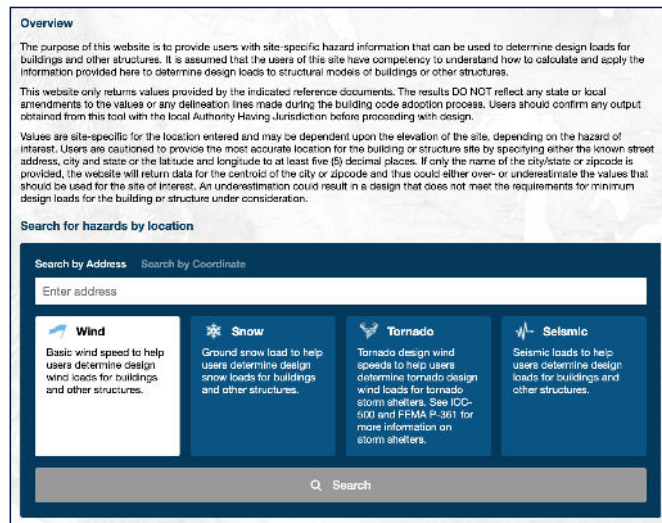 Overview
The purpose of this website is to provide users with site-specific hazard information that can be used to determine design loads for
buildings and other structures. It is assumed that the users of this site have competency to understand how to calculate and apply the
information provided here to determine design loads to structural models of buildings or other structures.
This website only returns values provided by the indicated reference documents. The results DO NOT reflect any state or local
amendments to the values or any delineation lines made during the building code adoption process. Users should confirm any output
obtained from this tool with the local Authority Having Jurisdiction before proceeding with design.
Values are site-specific for the location entered and may be dependent upon the elevation of the site, depending on the hazard of
interest. Users are cautioned to provide the most accurate location for the building or structure site by specifying either the known street
address, city and state or the latitude and longitude to at least five (5) decimal places. If only the name of the city/state or zipcode is
provided, the website will return data for the centroid of the city or zipcode and thus could either over- or underestimate the values that
should be used for the site of interest. An underestimation could result in a design that does not meet the requirements for minimum
design loads for the building or structure under consideration.
Search for hazards by location
Search by Address Search by Coordinate
Enter address
Wind
Basic wind speed to help
users determine design
wind loads for buildings
and other structures.
Snow
Ground snow load to help
users determine design
snow loads for buildings
and other structures.
Tornado
Tornado design wind
speeds to help users
determine tornado design
wind loads for tornado
storm shelters. See ICC-
500 and FEMA P-361 for
more information on
storm shelters.
Seismic
Seismic loads to help
users determine design
loads for buildings and
other structures.
Search